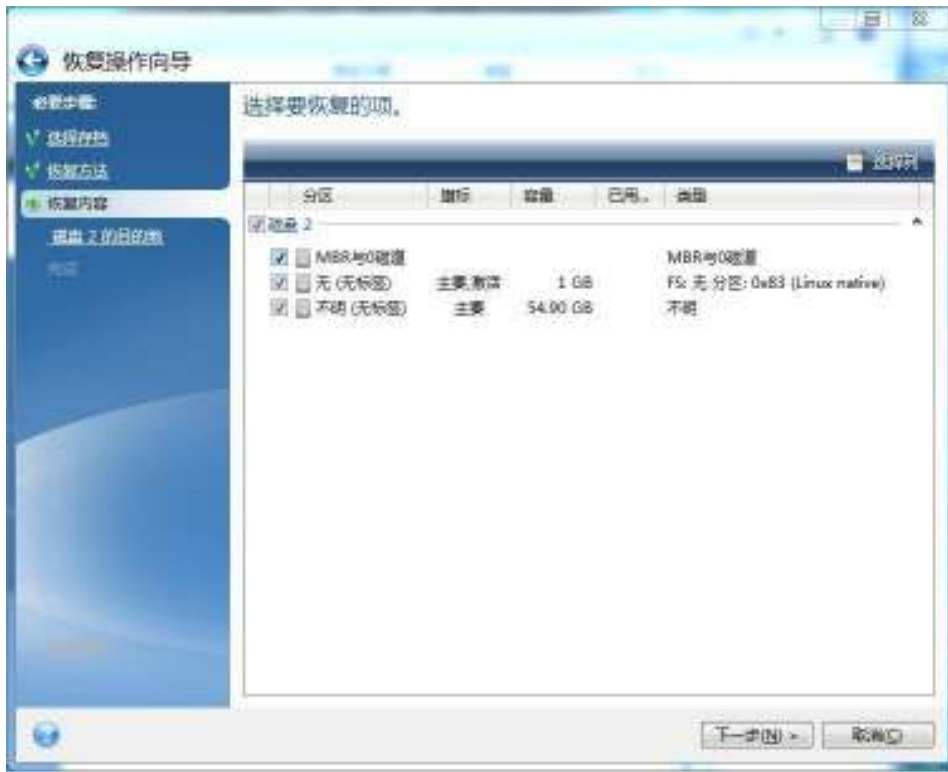 恢复操作向导
必要步骤:
选择存档
恢复方法
恢复内容
磁盘 2 的目的地
完成
选择要恢复的项。
选择列
分区 旗标 容量 已用.. 类型
磁盘 2
MBR与0磁道 MBR与0磁道
无 (无标签) 主要,激活 1 GB FS: 无 分区: 0x83 (Linux native)
不明 (无标签) 主要 54.90 GB 不明
下一步(N) > 取消(C)